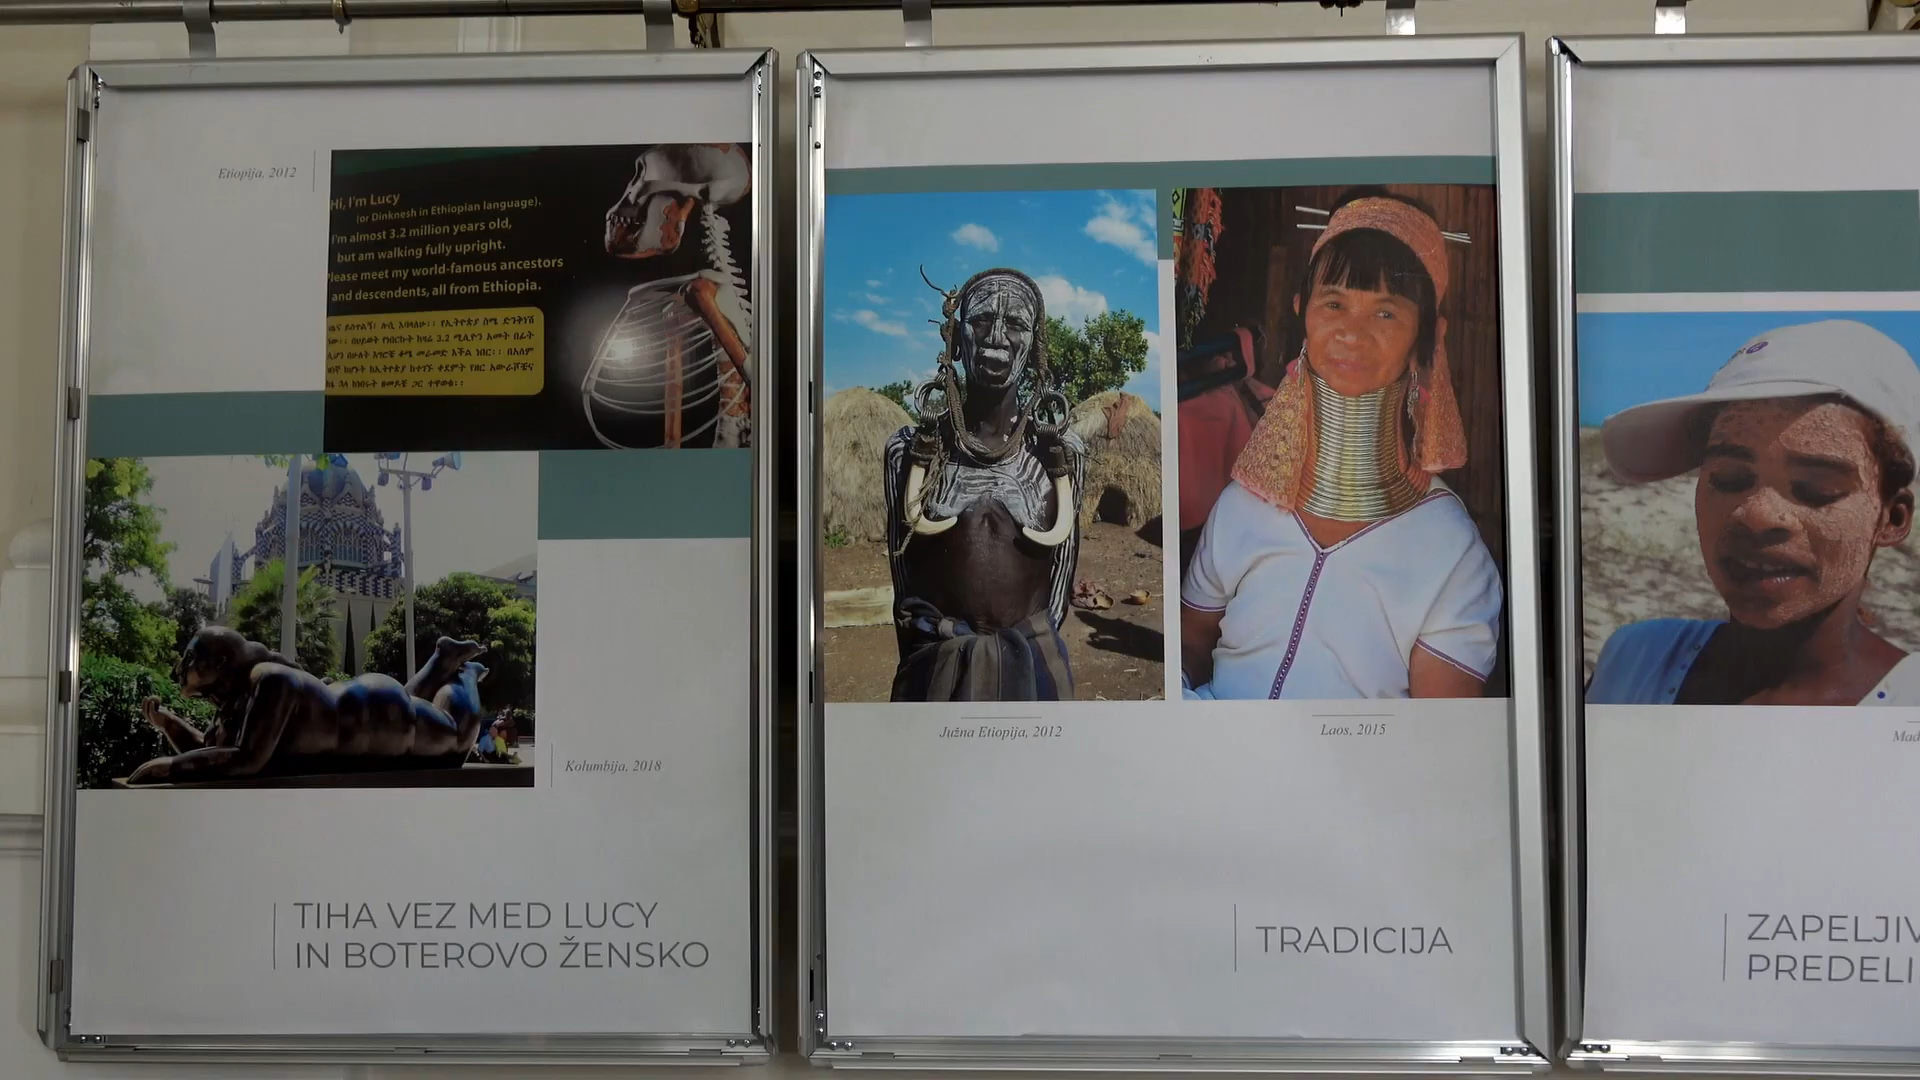 Etiopija, 2012
Hi, I'm Lucy
(or Dinknesh in Ethiopian language).
I'm almost 3.2 million years old,
but am walking fully upright.
lease meet my world-famous ancestors
and descendents, all from Ethiopia.
Kolumbija, 2018
TIHA VEZ MED LUCY
IN BOTEROVO ŽENSKO
Južna Etiopija, 2012
Laos, 2015
TRADICIJA
Mad
ZAPELJIV
PREDELI